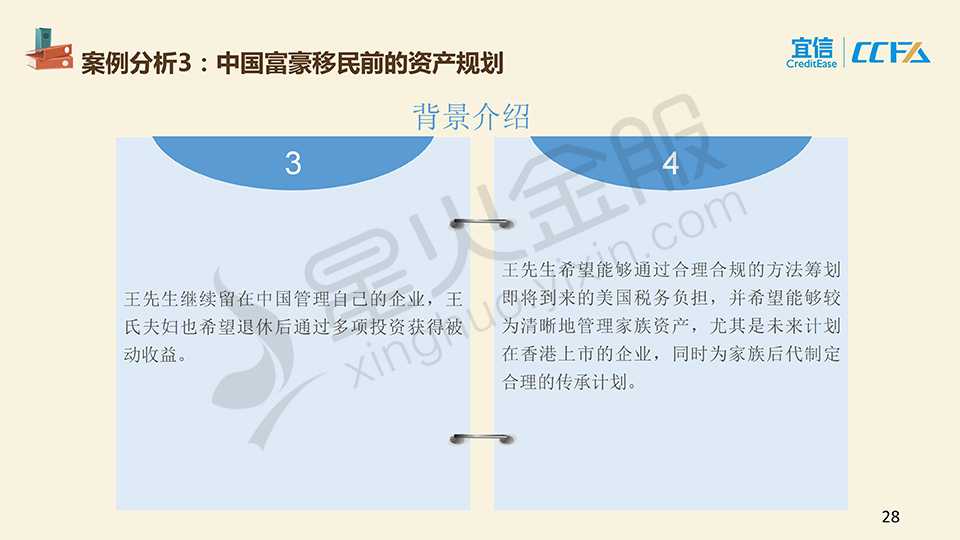 案例分析3：中国富豪移民前的资产规划
宜信
CreditEase
CCFA
背景介绍
3
王先生继续留在中国管理自己的企业，王
氏夫妇也希望退休后通过多项投资获得被
动收益。
4
王先生希望能够通过合理合规的方法筹划
即将到来的美国税务负担，并希望能够较
为清晰地管理家族资产，尤其是未来计划
在香港上市的企业，同时为家族后代制定
合理的传承计划。
星火金服
xinghuo.yixin.com
28